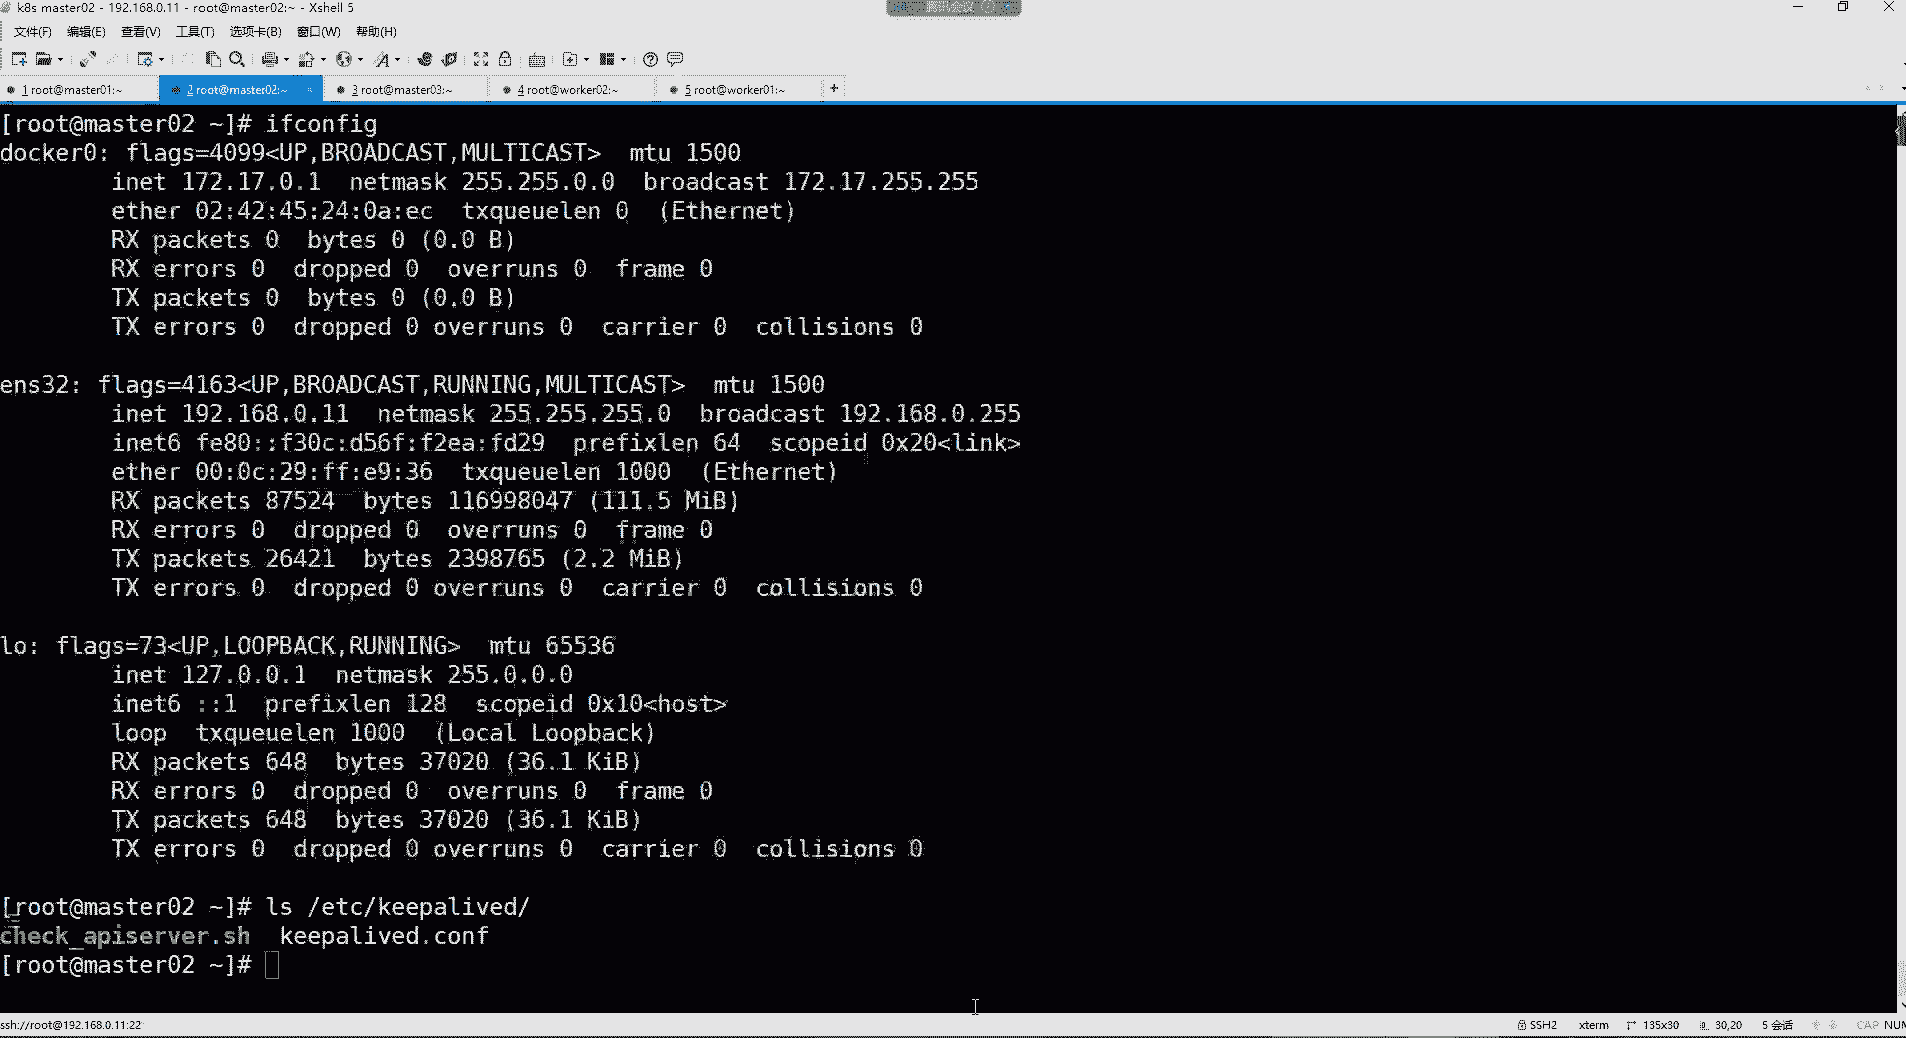 k8s master02 - 192.168.0.11 - root@master02:~ - Xshell 5
腾讯会议
文件(F) 编辑(E) 查看(V) 工具(T) 选项卡(B) 窗口(W) 帮助(H)
1 root@master01:~ 2 root@master02:~ × 3 root@master03:~ 4 root@worker02:~ 5 root@worker01:~ +
[root@master02 ~]# ifconfig
docker0: flags=4099<UP,BROADCAST,MULTICAST>  mtu 1500
inet 172.17.0.1  netmask 255.255.0.0  broadcast 172.17.255.255
ether 02:42:45:24:0a:ec  txqueuelen 0  (Ethernet)
RX packets 0  bytes 0 (0.0 B)
RX errors 0  dropped 0  overruns 0  frame 0
TX packets 0  bytes 0 (0.0 B)
TX errors 0  dropped 0 overruns 0  carrier 0  collisions 0
ens32: flags=4163<UP,BROADCAST,RUNNING,MULTICAST>  mtu 1500
inet 192.168.0.11  netmask 255.255.255.0  broadcast 192.168.0.255
inet6 fe80::f30c:d56f:f2ea:fd29  prefixlen 64  scopeid 0x20<link>
ether 00:0c:29:ff:e9:36  txqueuelen 1000  (Ethernet)
RX packets 87524  bytes 116998047 (111.5 MiB)
RX errors 0  dropped 0  overruns 0  frame 0
TX packets 26421  bytes 2398765 (2.2 MiB)
TX errors 0  dropped 0 overruns 0  carrier 0  collisions 0
lo: flags=73<UP,LOOPBACK,RUNNING>  mtu 65536
inet 127.0.0.1  netmask 255.0.0.0
inet6 ::1  prefixlen 128  scopeid 0x10<host>
loop  txqueuelen 1000  (Local Loopback)
RX packets 648  bytes 37020 (36.1 KiB)
RX errors 0  dropped 0  overruns 0  frame 0
TX packets 648  bytes 37020 (36.1 KiB)
TX errors 0  dropped 0 overruns 0  carrier 0  collisions 0
[root@master02 ~]# ls /etc/keepalived/
check_apiserver.sh  keepalived.conf
[root@master02 ~]#
ssh://root@192.168.0.11:22 SSH2 xterm 135x30 30,20 5 会话 CAP NUM